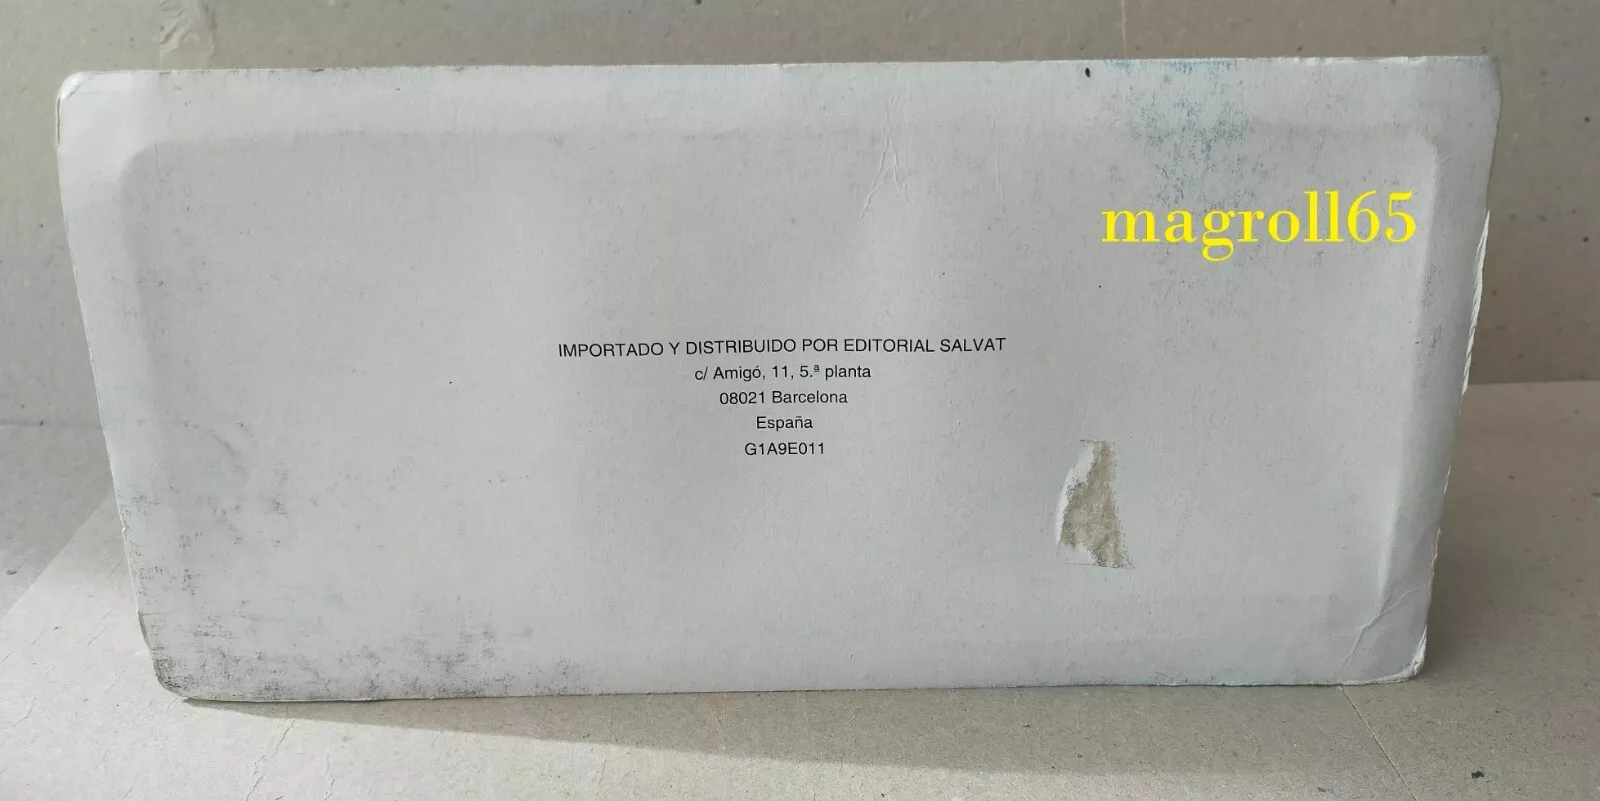 magroll65
IMPORTADO Y DISTRIBUIDO POR EDITORIAL SALVAT
c/ Amigó, 11, 5.ª planta
08021 Barcelona
España
G1A9E011